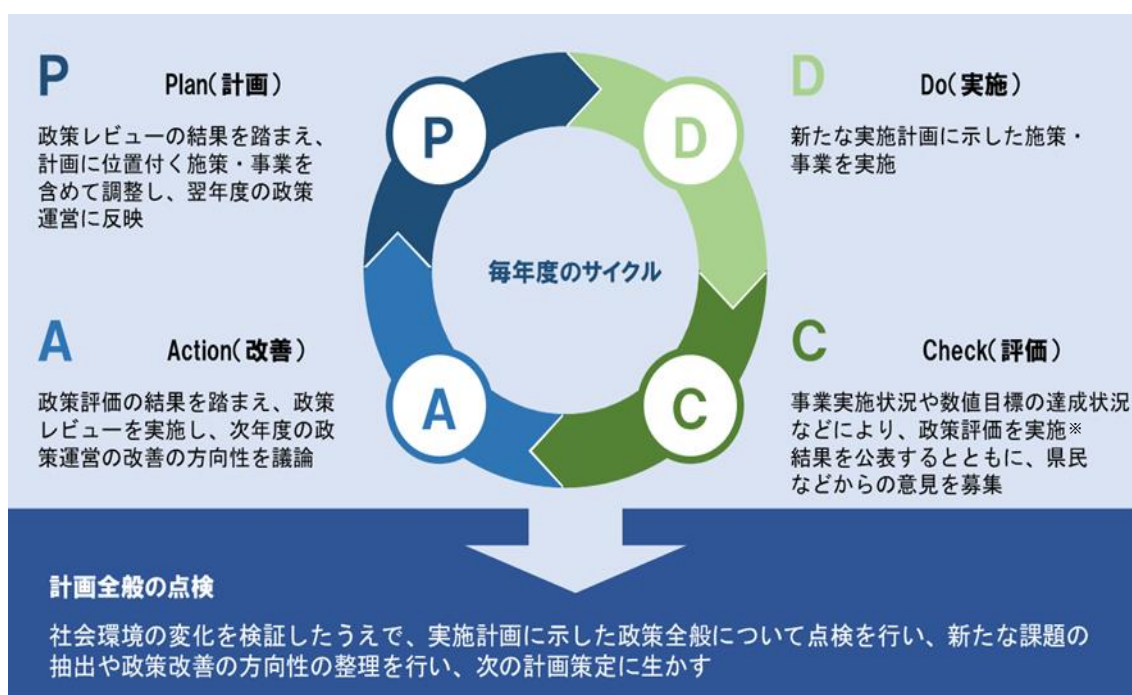 P
Plan(計画)
政策レビューの結果を踏まえ、
計画に位置付く施策・事業を
含めて調整し、翌年度の政策
運営に反映
D
Do(実施)
新たな実施計画に示した施策・
事業を実施
P
D
毎年度のサイクル
A
C
A
Action(改善)
政策評価の結果を踏まえ、政策
レビューを実施し、次年度の政
策運営の改善の方向性を議論
C
Check(評価)
事業実施状況や数値目標の達成状況
などにより、政策評価を実施※
結果を公表するとともに、県民
などからの意見を募集
計画全般の点検
社会環境の変化を検証したうえで、実施計画に示した政策全般について点検を行い、新たな課題の
抽出や政策改善の方向性の整理を行い、次の計画策定に生かす